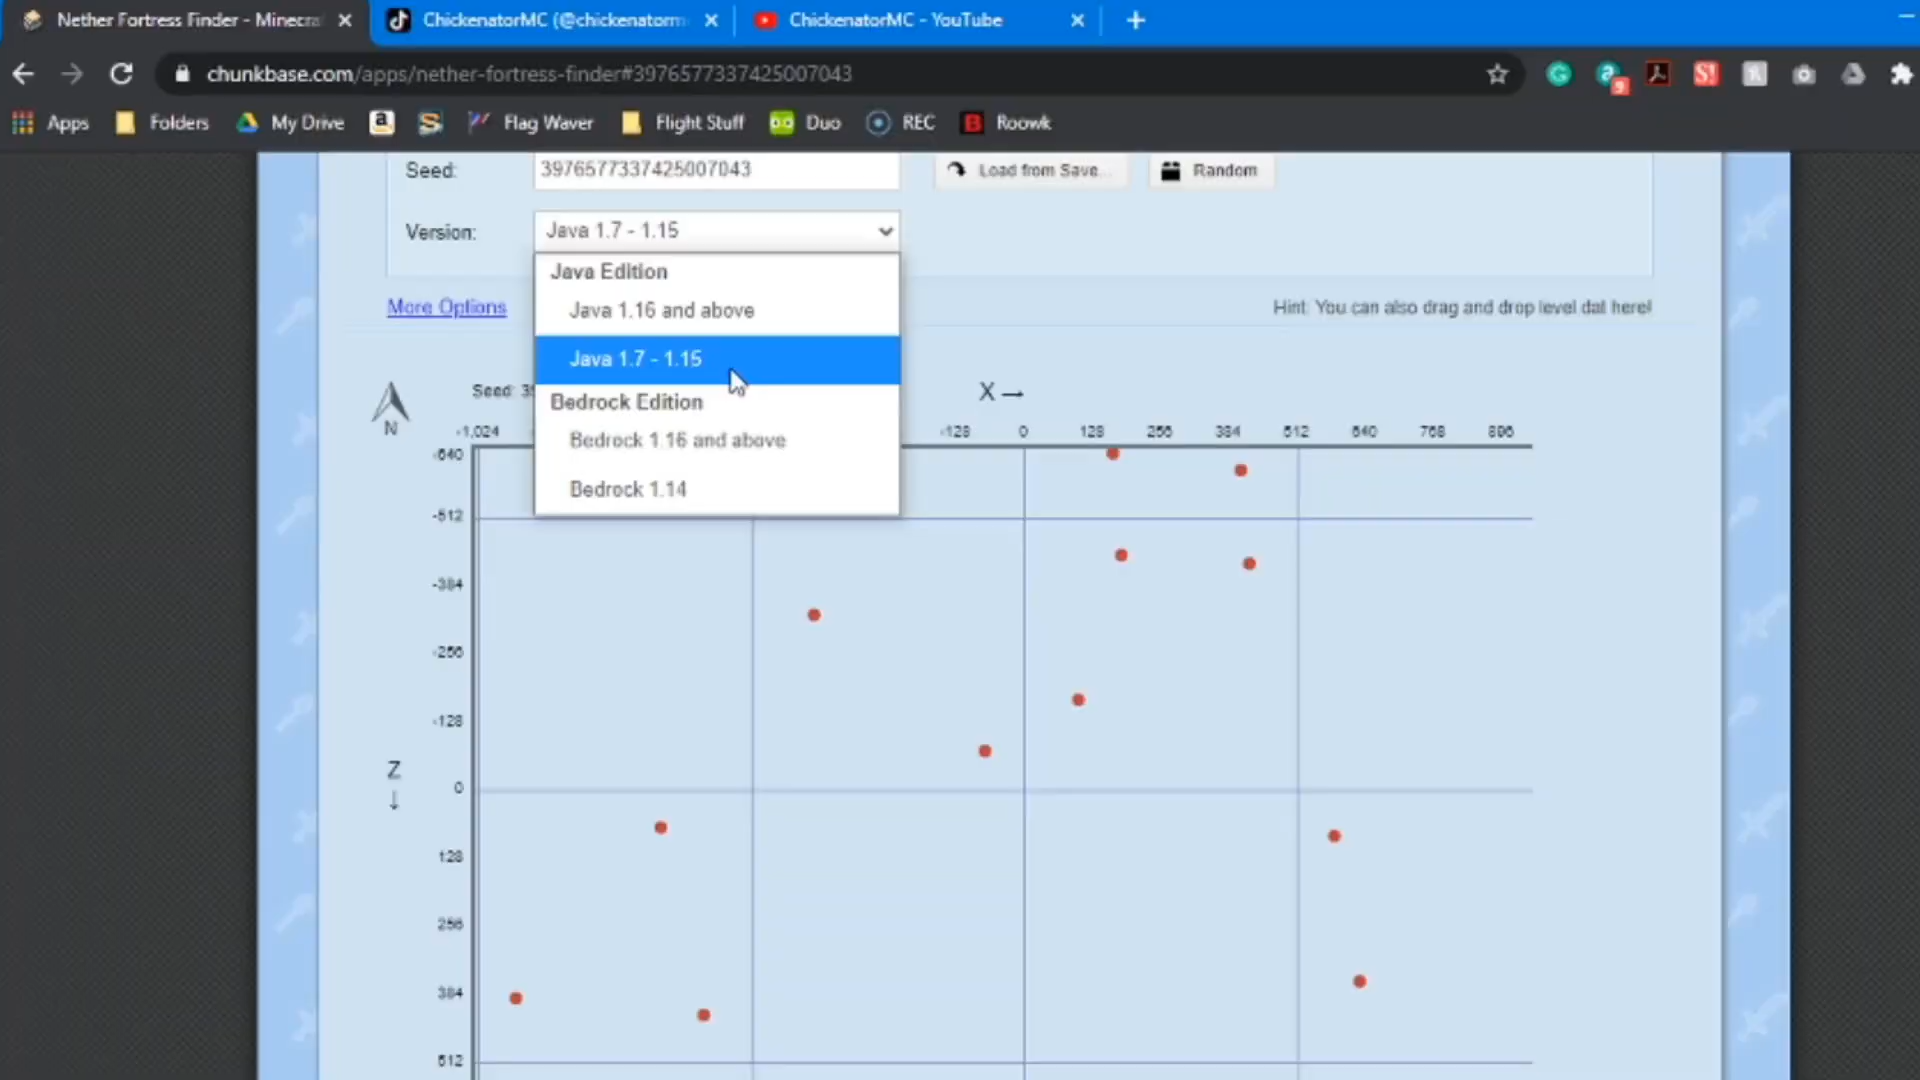 Nether Fortress Finder - Minecra
ChickenatorMC (@chickenatorm
ChickenatorMC - YouTube
chunkbase.com/apps/nether-fortress-finder#3976577337425007043
9
Apps Folders My Drive Flag Waver Flight Stuff Duo REC Roowk
Seed: 3976577337425007043 Load from Save... Random
Version: Java 1.7 - 1.15
Java Edition
Java 1.16 and above
Java 1.7 - 1.15
Bedrock Edition
Bedrock 1.16 and above
Bedrock 1.14
More Options
Hint: You can also drag and drop level.dat here!
N
Seed: 3
X →
-1,024 -128 0 128 256 384 512 640 768 896
-640
-512
-384
-256
-128
Z
↓
0
128
256
384
512